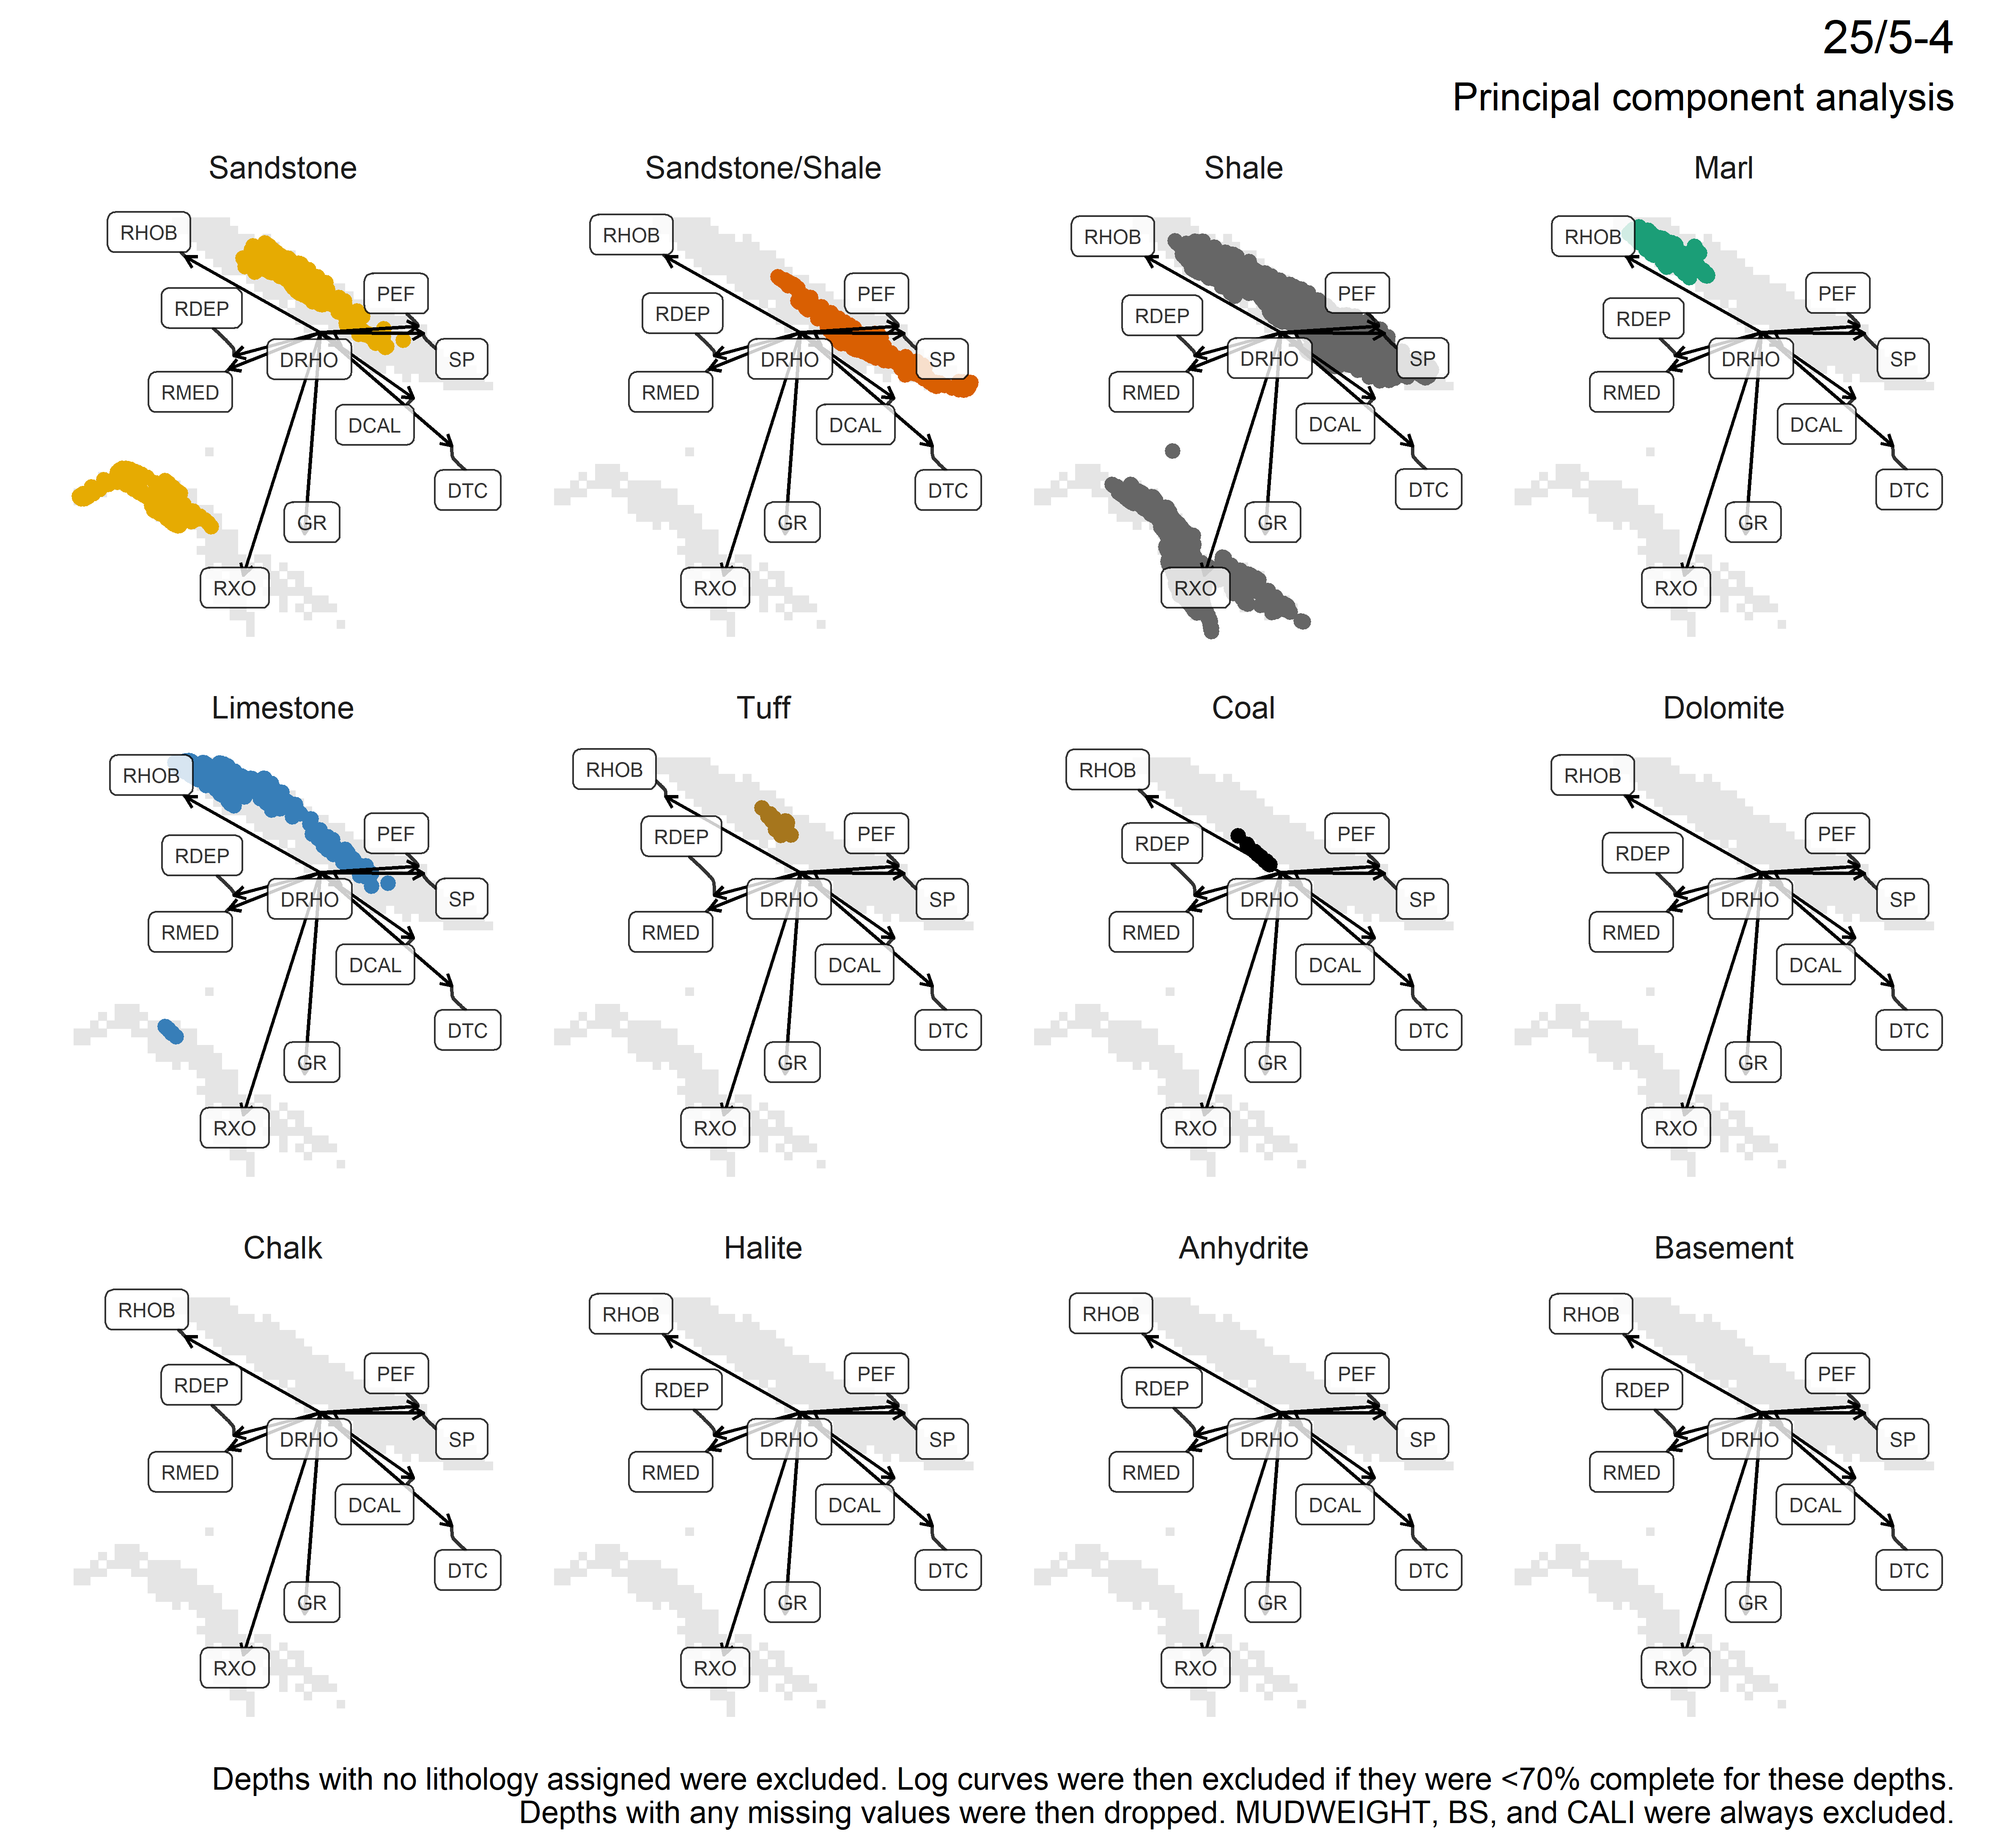 25/5-4
Principal component analysis
Sandstone
Sandstone/Shale
Shale
Marl
RHOB
RDEP
RMED
DRHO
PEF
SP
DCAL
DTC
GR
RXO
RHOB
RDEP
RMED
DRHO
PEF
SP
DCAL
DTC
GR
RXO
RHOB
RDEP
RMED
DRHO
PEF
SP
DCAL
DTC
GR
RXO
RHOB
RDEP
RMED
DRHO
PEF
SP
DCAL
DTC
GR
RXO
Limestone
Tuff
Coal
Dolomite
RHOB
RDEP
RMED
DRHO
PEF
SP
DCAL
DTC
GR
RXO
RHOB
RDEP
RMED
DRHO
PEF
SP
DCAL
DTC
GR
RXO
RHOB
RDEP
RMED
DRHO
PEF
SP
DCAL
DTC
GR
RXO
RHOB
RDEP
RMED
DRHO
PEF
SP
DCAL
DTC
GR
RXO
Chalk
Halite
Anhydrite
Basement
RHOB
RDEP
RMED
DRHO
PEF
SP
DCAL
DTC
GR
RXO
RHOB
RDEP
RMED
DRHO
PEF
SP
DCAL
DTC
GR
RXO
RHOB
RDEP
RMED
DRHO
PEF
SP
DCAL
DTC
GR
RXO
RHOB
RDEP
RMED
DRHO
PEF
SP
DCAL
DTC
GR
RXO
Depths with no lithology assigned were excluded. Log curves were then excluded if they were <70% complete for these depths.
Depths with any missing values were then dropped. MUDWEIGHT, BS, and CALI were always excluded.